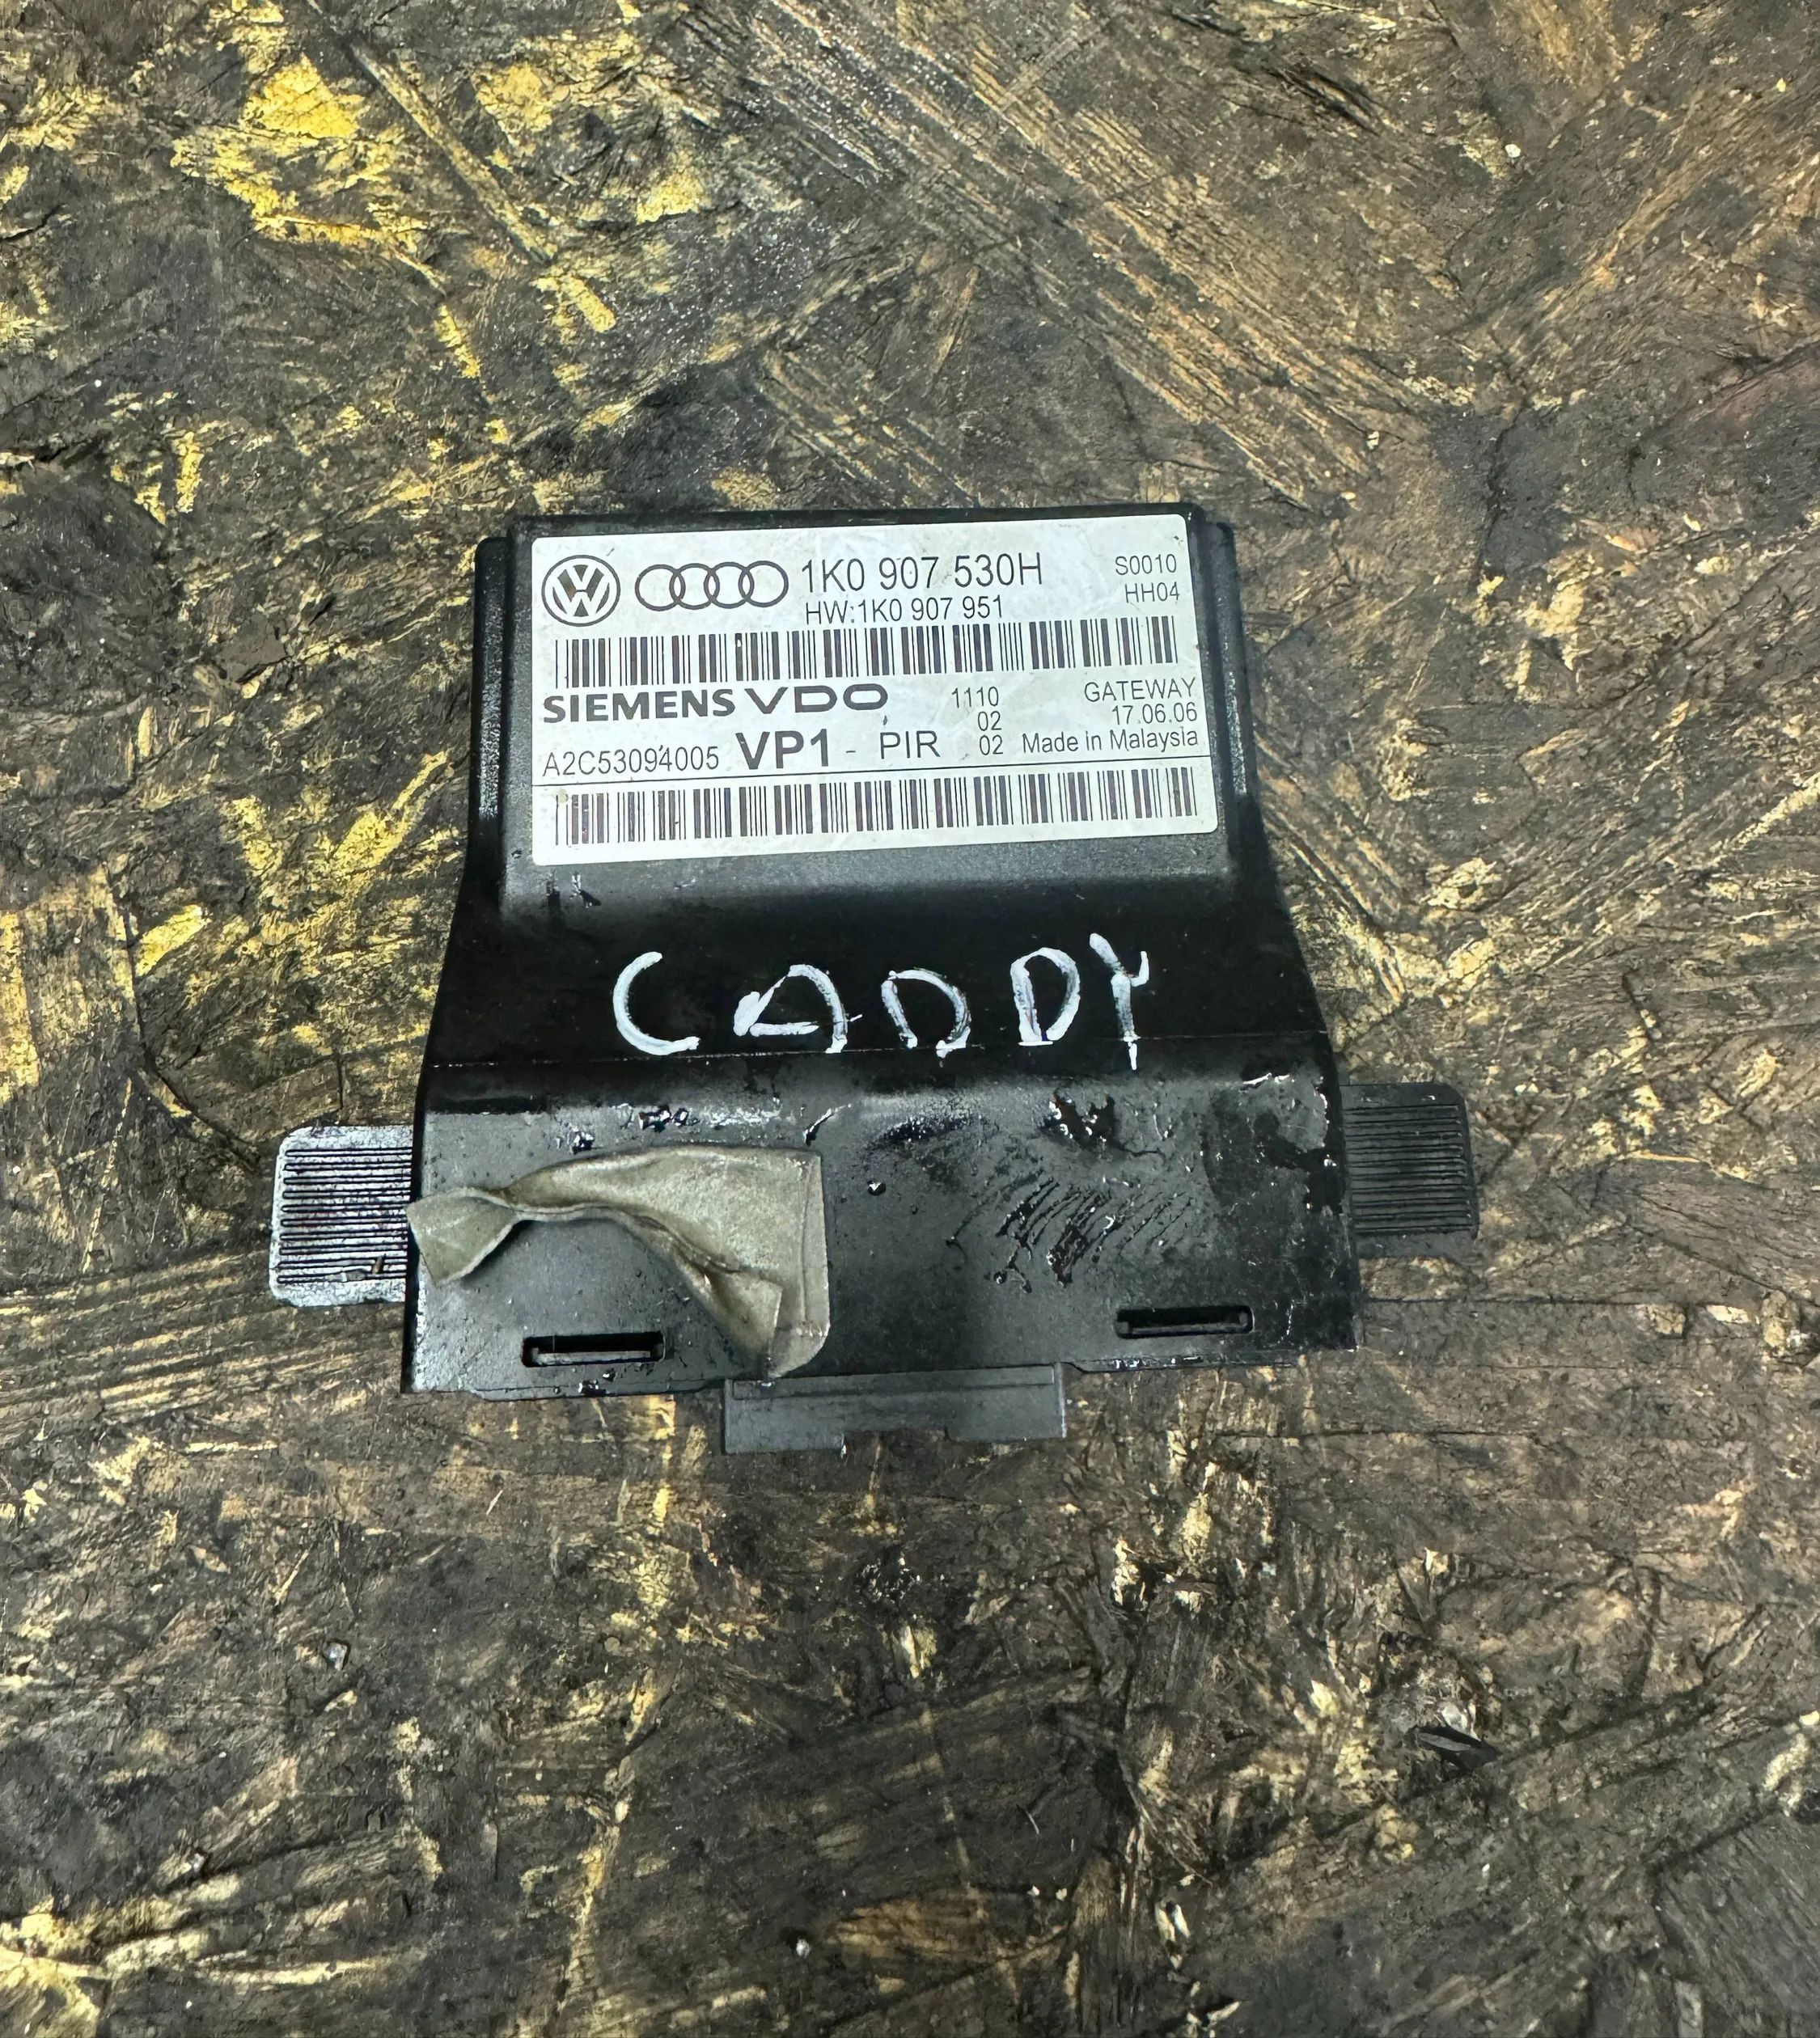 1K0 907 530H S0010
HW:1K0 907 951 HH04
SIEMENS VDO 1110 GATEWAY
02 17.06.06
A2C53094005 VP1 - PIR 02 Made in Malaysia
CADDY